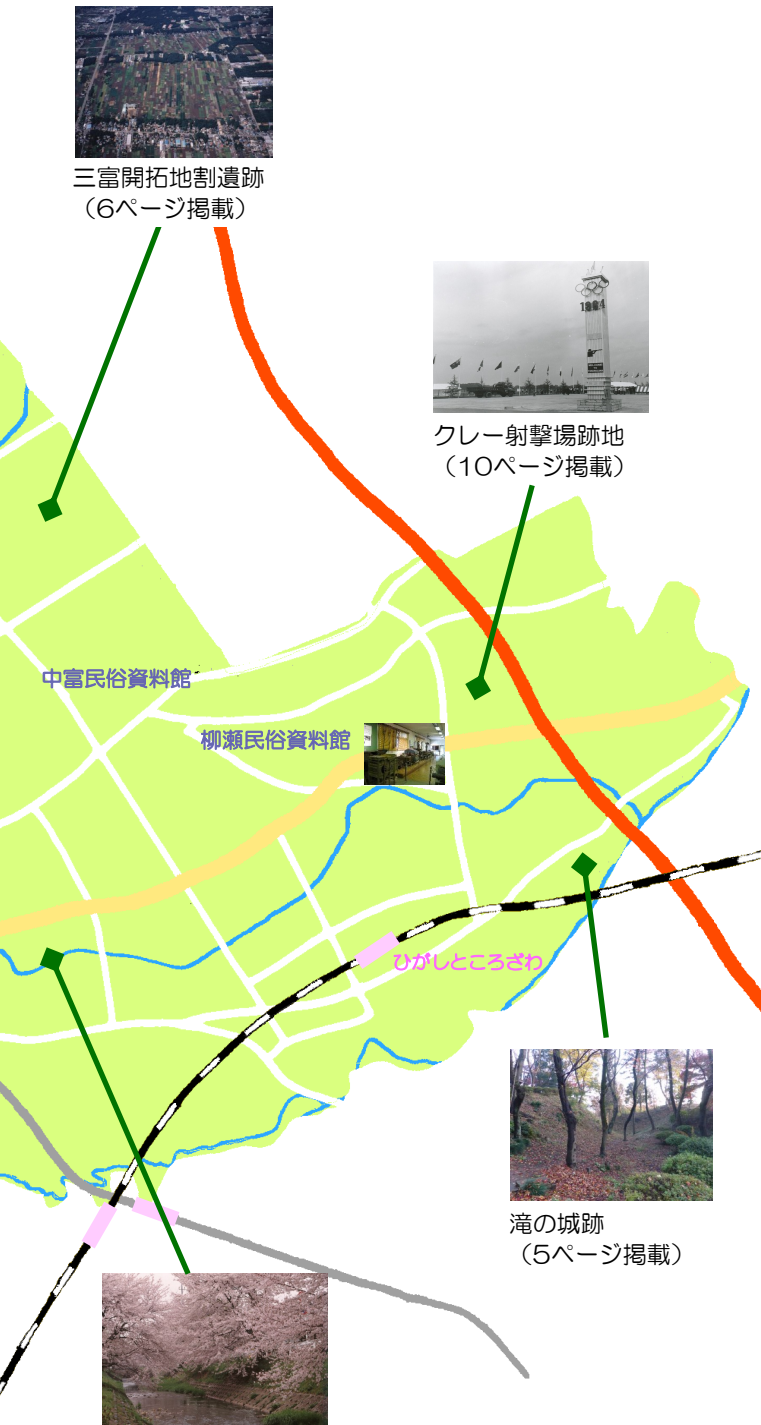 三富開拓地割遺跡
（6ページ掲載）
1964
クレー射撃場跡地
（10ページ掲載）
中富民俗資料館
柳瀬民俗資料館
ひがしところざわ
滝の城跡
（5ページ掲載）